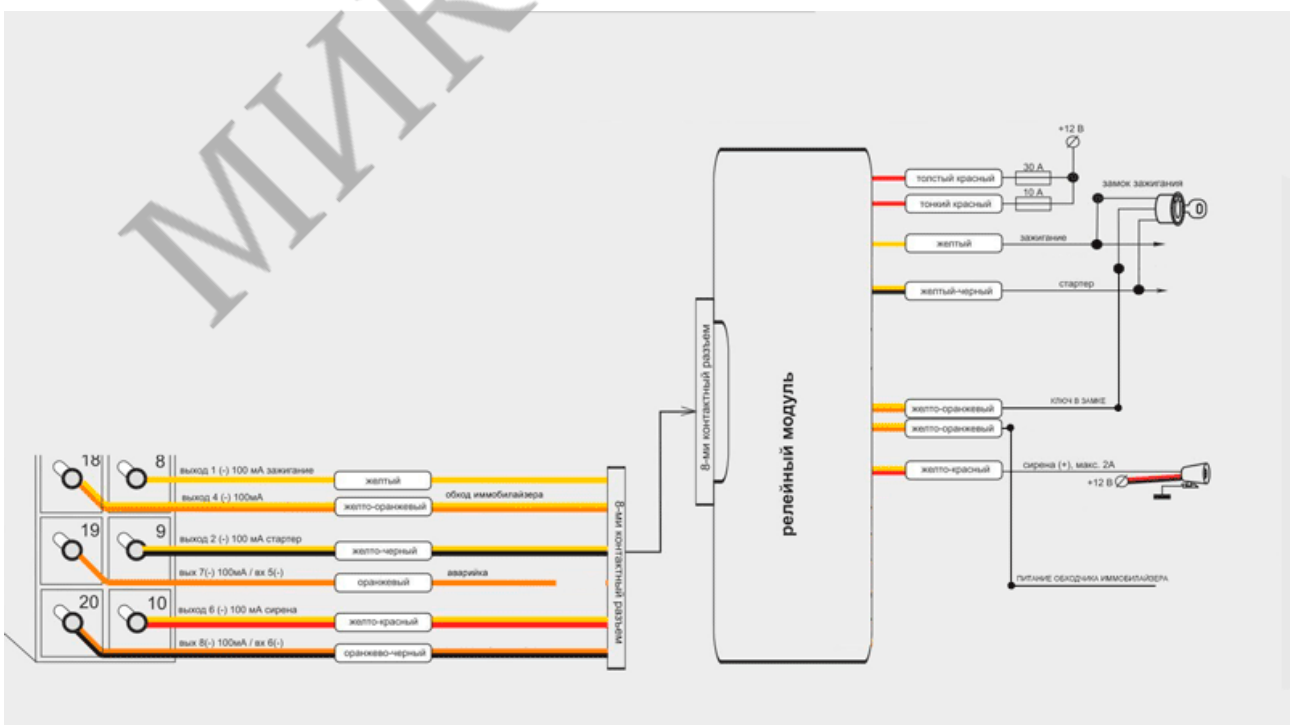 МИК
+12 В
толстый красный
30 А
тонкий красный
10 А
замок зажигания
желтый
зажигание
желтый-черный
стартер
8-ми контактный разъем
релейный модуль
желто-оранжевый
КЛЮЧ В ЗАМКЕ
желто-оранжевый
желто-красный
сирена (+), макс. 2А
+12 В
ПИТАНИЕ ОБХОДЧИКА ИММОБИЛАЙЗЕРА
18
8
выход 1 (-) 100 мА зажигание
желтый
выход 4 (-) 100мА
желто-оранжевый
обход иммобилайзера
19
9
выход 2 (-) 100 мА стартер
желто-черный
вых 7(-) 100мА / вх 5(-)
оранжевый
аварийка
20
10
выход 6 (-) 100 мА сирена
желто-красный
вых 8(-) 100мА / вх 6(-)
оранжево-черный
8-ми контактный разъем